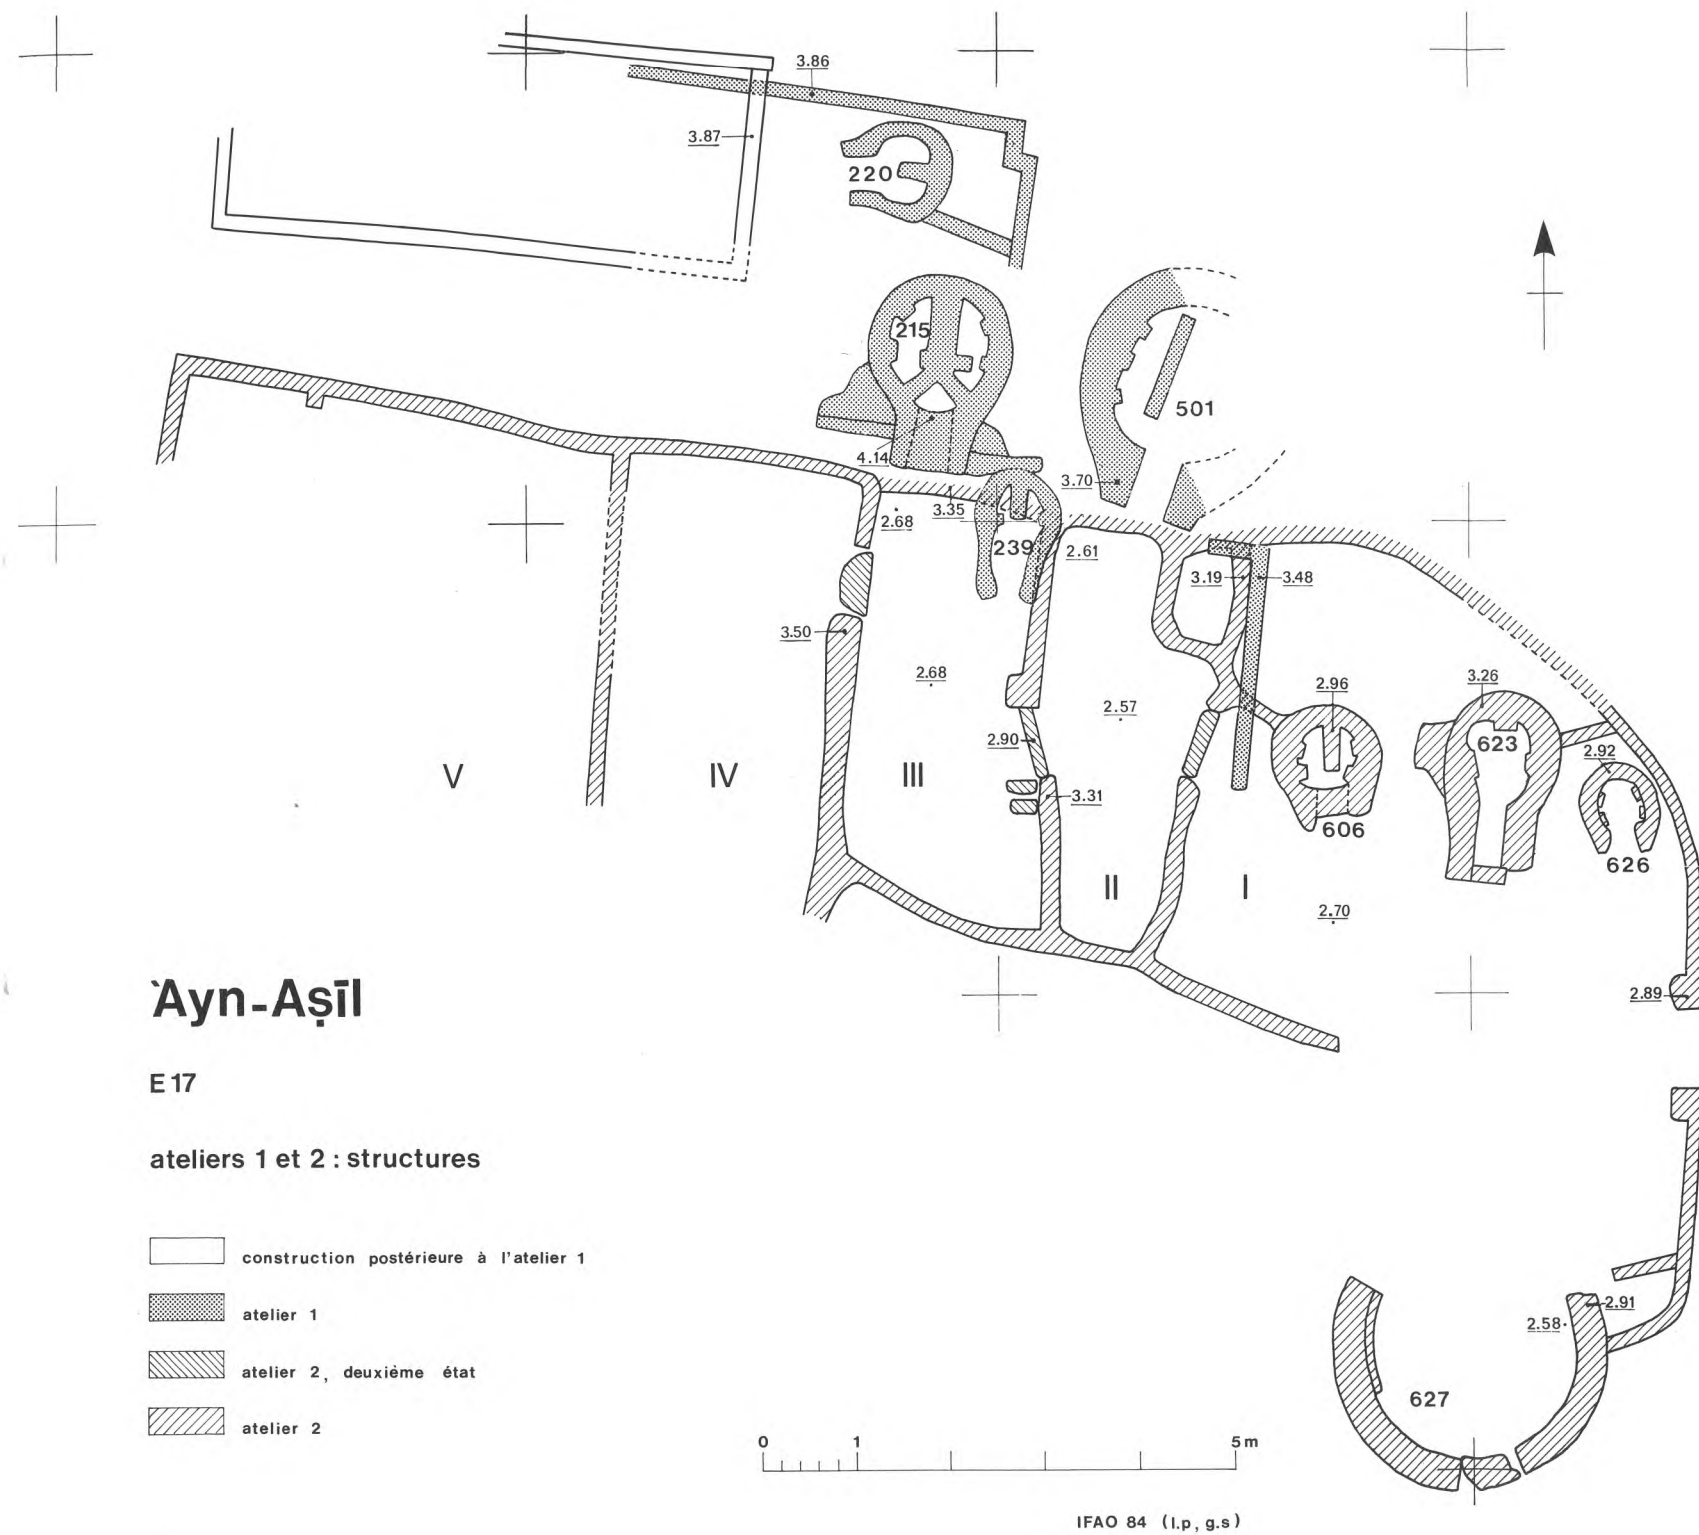 3.86
3.87
220
215
501
4.14
3.70
3.35
2.68
239
2.61
3.19
3.48
3.50
2.68
2.96
3.26
2.57
2.90
623
2.92
V
IV
III
3.31
606
626
II
I
2.70
2.89
`Ayn-Aṣīl
E 17
ateliers 1 et 2 : structures
construction postérieure à l'atelier 1
atelier 1
atelier 2, deuxième état
atelier 2
2.91
2.58
627
0 1 5 m
IFAO 84 (l.p, g.s)